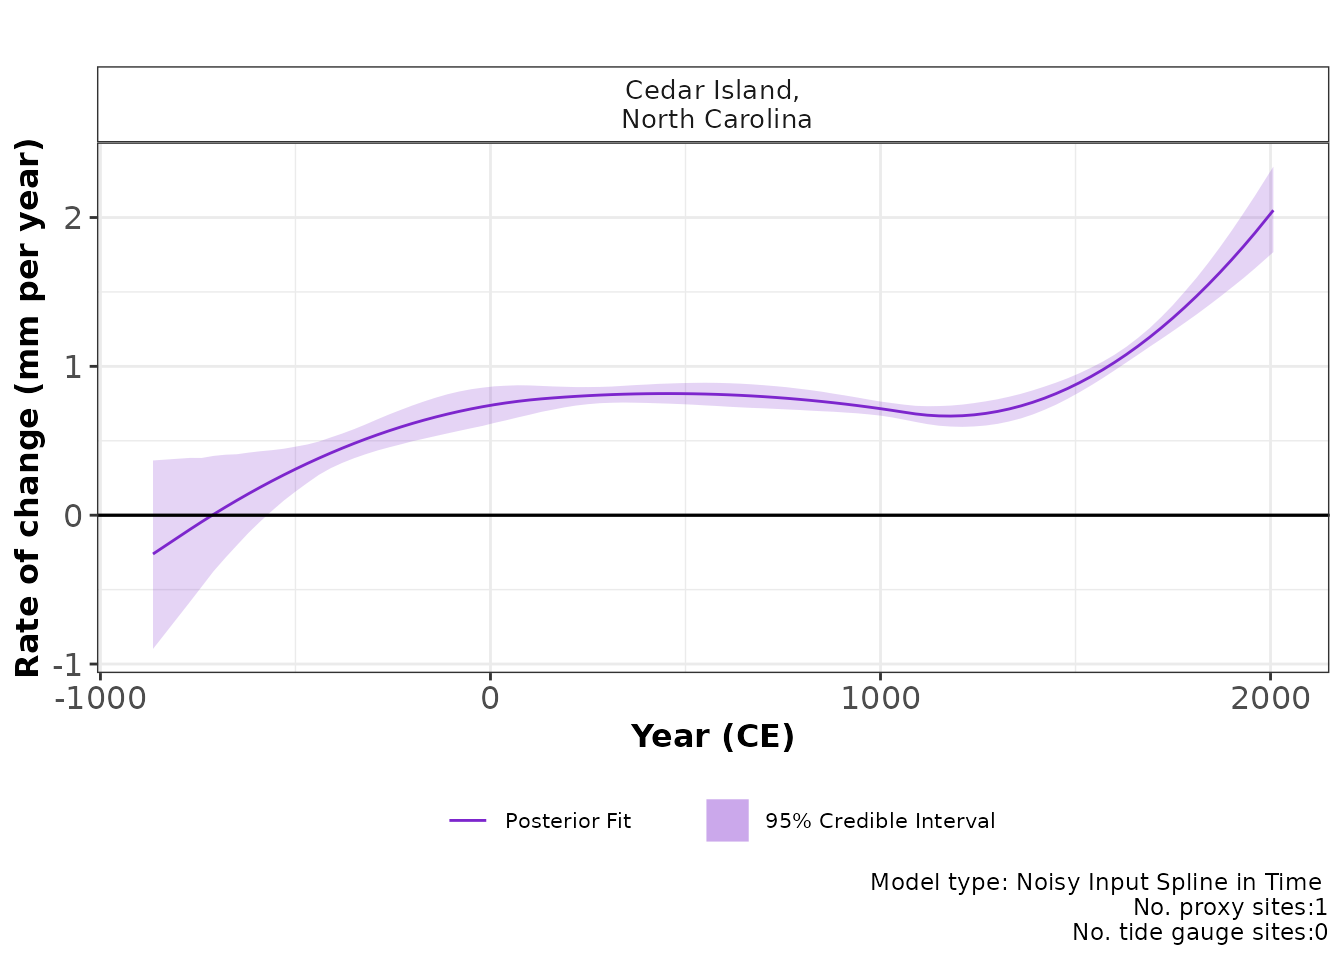 Cedar Island,
North Carolina
Rate of change (mm per year)
2
1
0
-1
-1000
0
1000
2000
Year (CE)
Posterior Fit
95% Credible Interval
Model type: Noisy Input Spline in Time
No. proxy sites:1
No. tide gauge sites:0